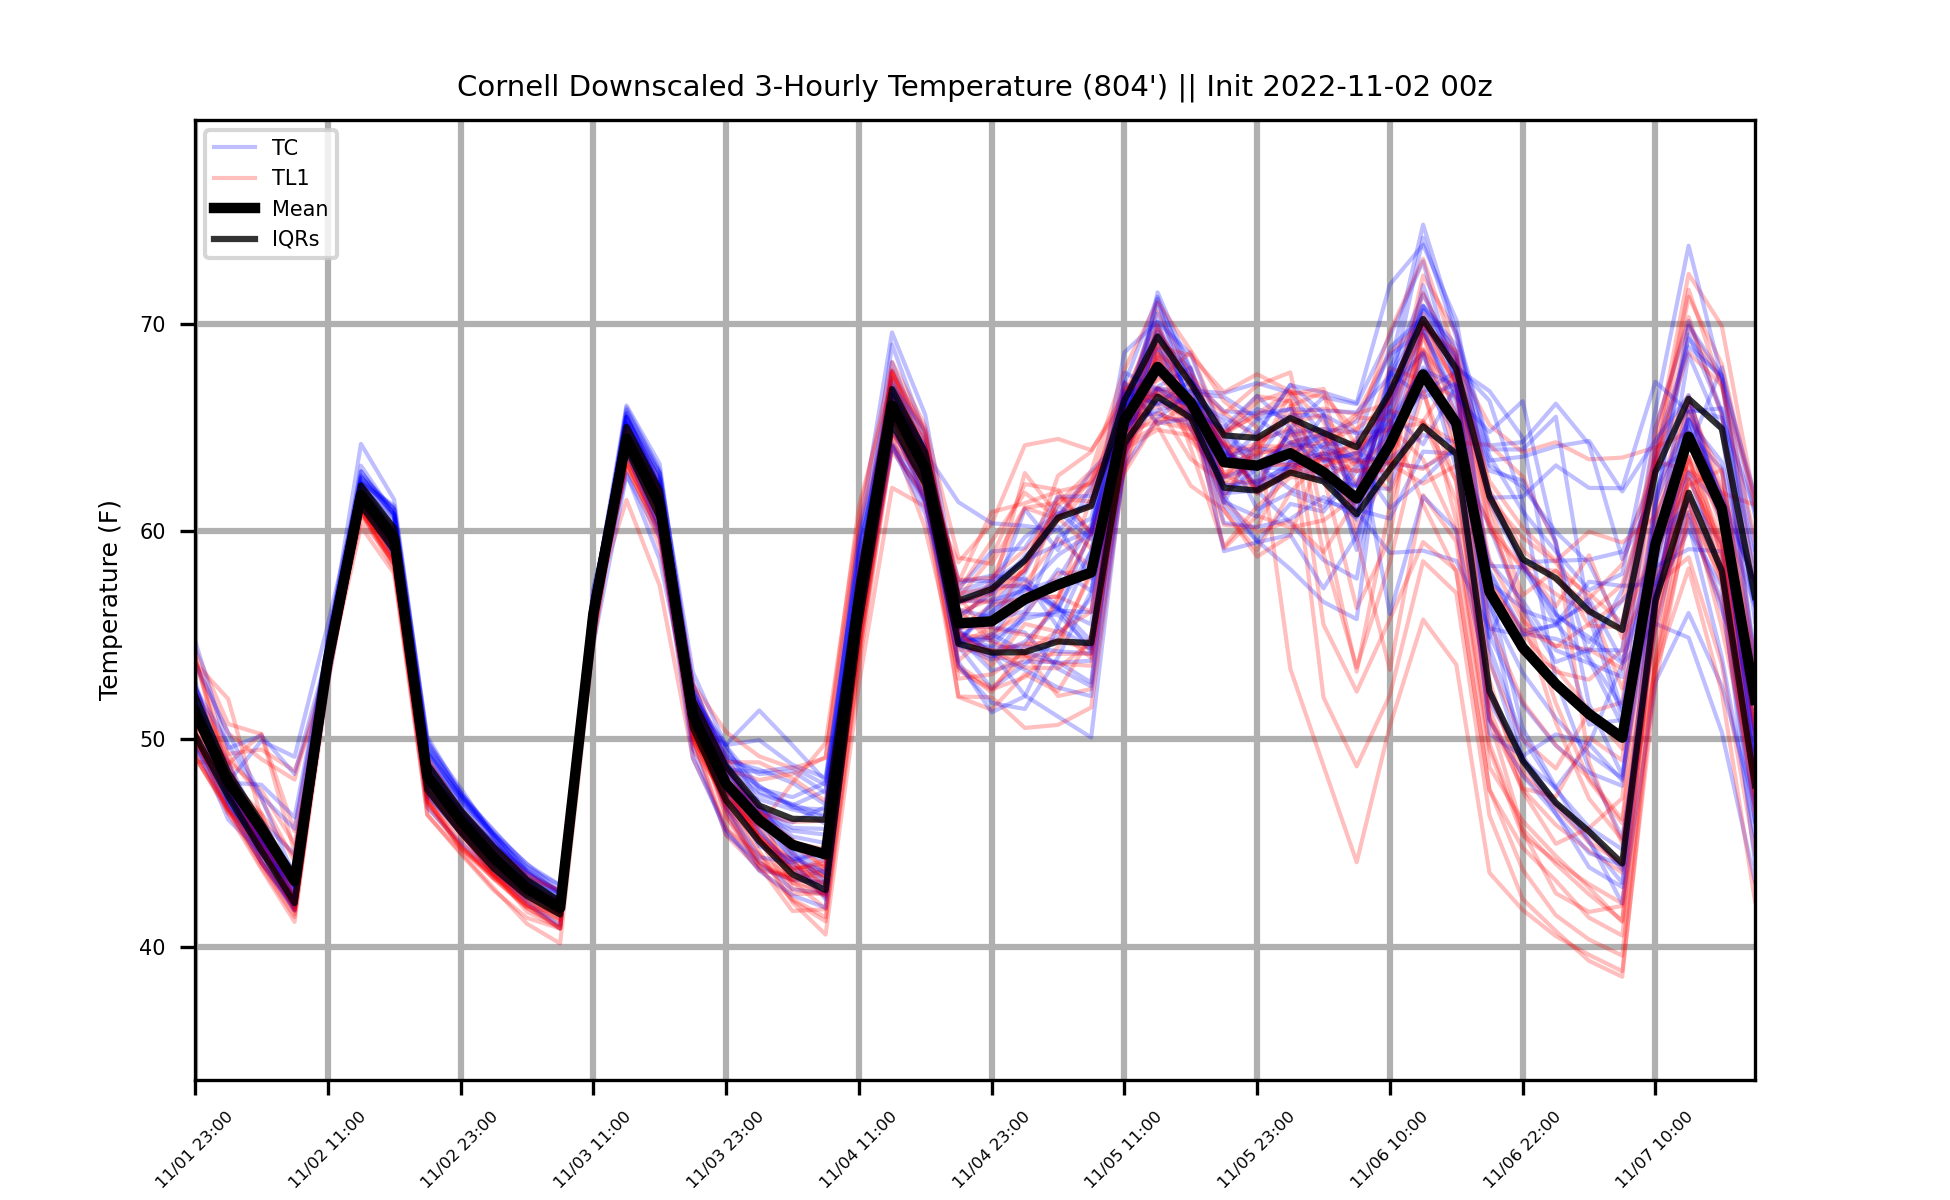 Cornell Downscaled 3-Hourly Temperature (804') || Init 2022-11-02 00z
TC
TL1
Mean
IQRs
Temperature (F)
70
60
50
40
11/01 23:00
11/02 11:00
11/02 23:00
11/03 11:00
11/03 23:00
11/04 11:00
11/04 23:00
11/05 11:00
11/05 23:00
11/06 10:00
11/06 22:00
11/07 10:00